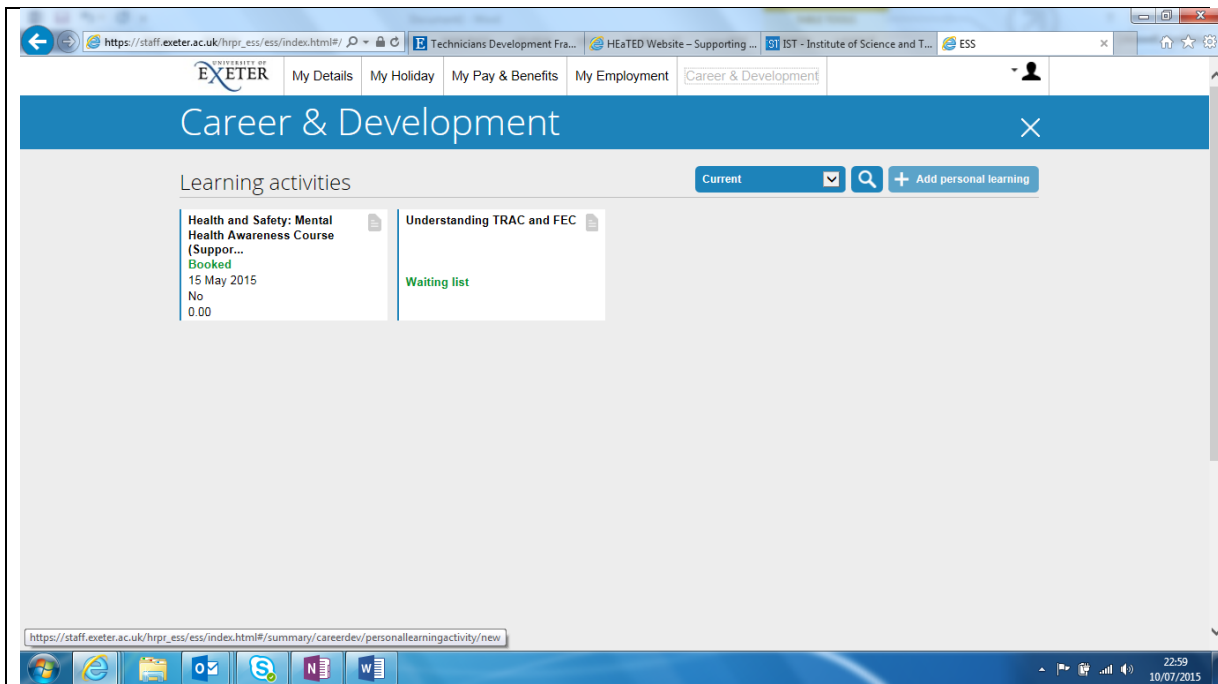 https://staff.exeter.ac.uk/hrpr_ess/ess/index.html#/
Technicians Development Fra...
HEaTED Website – Supporting ...
IST - Institute of Science and T...
ESS
UNIVERSITY OF
EXETER
My Details
My Holiday
My Pay & Benefits
My Employment
Career & Development
Career & Development
Learning activities
Current
Add personal learning
Health and Safety: Mental
Health Awareness Course
(Suppor...
Booked
15 May 2015
No
0.00
Understanding TRAC and FEC
Waiting list
https://staff.exeter.ac.uk/hrpr_ess/ess/index.html#/summary/careerdev/personallearningactivity/new
22:59
10/07/2015